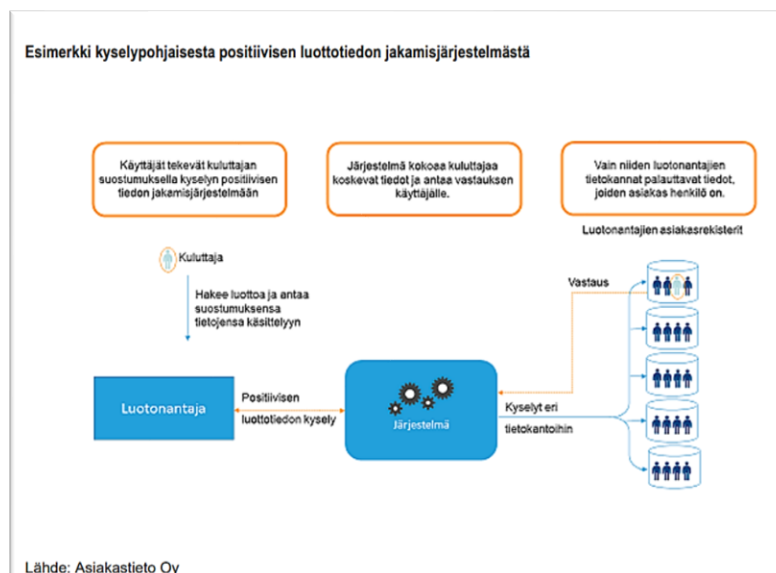 Esimerkki kyselypohjaisesta positiivisen luottotiedon jakamisjärjestelmästä
Käyttäjät tekevät kuluttajan
suostumuksella kyselyn positiivisen
tiedon jakamisjärjestelmään
Järjestelmä kokoaa kuluttajaa
koskevat tiedot ja antaa vastauksen
käyttäjälle.
Vain niiden luotonantajien
tietokannat palauttavat tiedot,
joiden asiakas henkilö on.
Luotonantajien asiakasrekisterit
Kuluttaja
Hakee luottoa ja antaa
suostumuksensa
tietojensa käsittelyyn
Vastaus
Luotonantaja
Positiivisen
luottotiedon kysely
Järjestelmä
Kyselyt eri
tietokantoihin
Lähde: Asiakastieto Oy